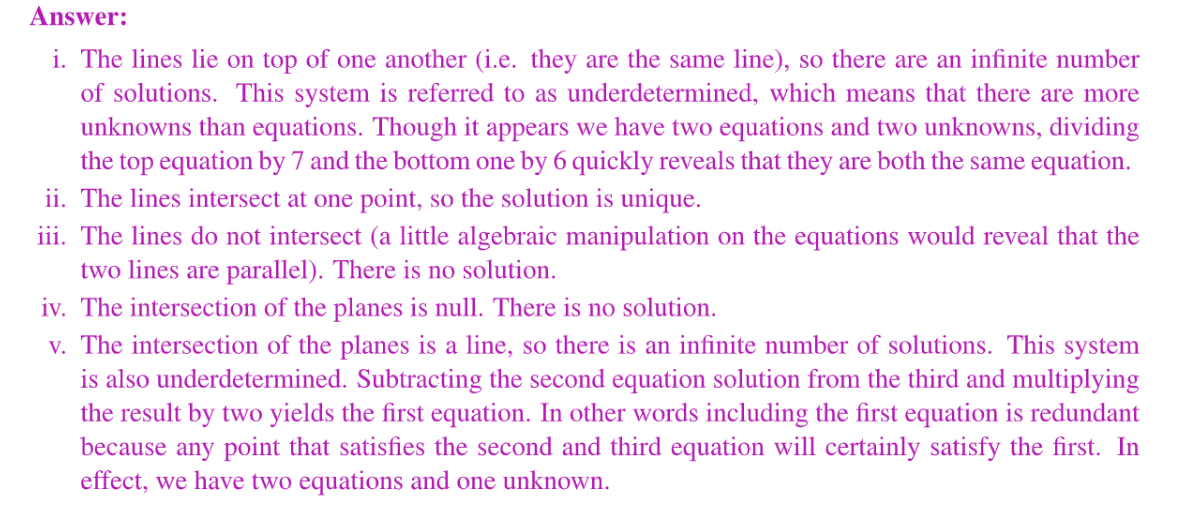 Answer:
i. The lines lie on top of one another (i.e. they are the same line), so there are an infinite number
of solutions. This system is referred to as underdetermined, which means that there are more
unknowns than equations. Though it appears we have two equations and two unknowns, dividing
the top equation by 7 and the bottom one by 6 quickly reveals that they are both the same equation.
ii. The lines intersect at one point, so the solution is unique.
iii. The lines do not intersect (a little algebraic manipulation on the equations would reveal that the
two lines are parallel). There is no solution.
iv. The intersection of the planes is null. There is no solution.
v. The intersection of the planes is a line, so there is an infinite number of solutions. This system
is also underdetermined. Subtracting the second equation solution from the third and multiplying
the result by two yields the first equation. In other words including the first equation is redundant
because any point that satisfies the second and third equation will certainly satisfy the first. In
effect, we have two equations and one unknown.